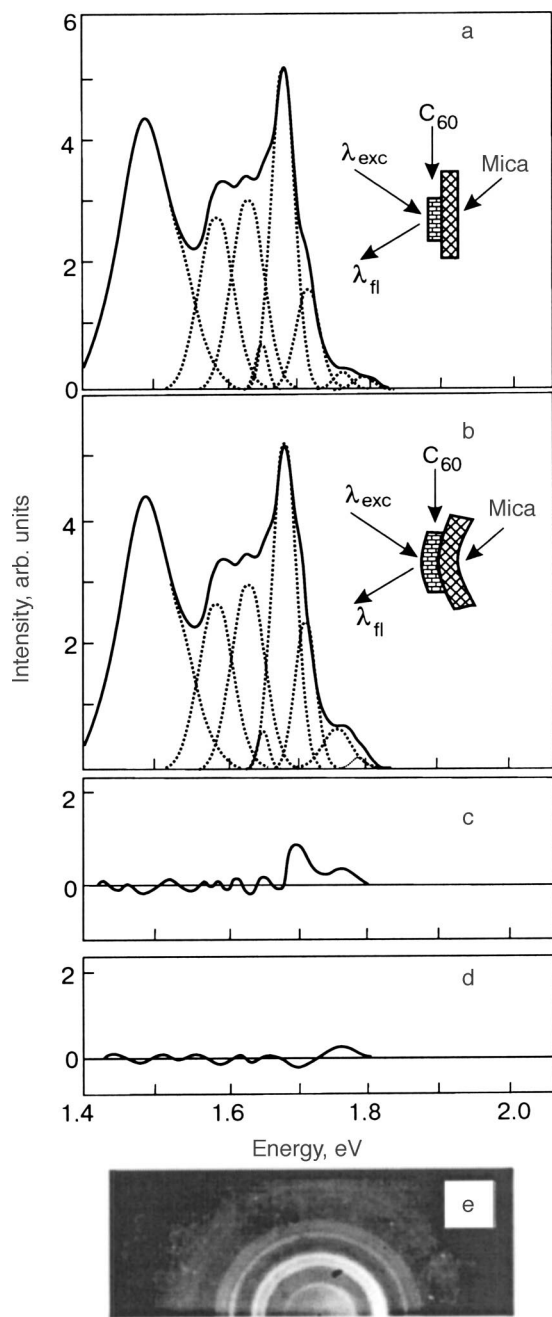 6
a
C60
λexc
Mica
λfl
4
2
0
b
C60
λexc
Mica
λfl
4
2
Intensity, arb. units
2
c
0
2
d
0
1.4
1.6
1.8
2.0
Energy, eV
e